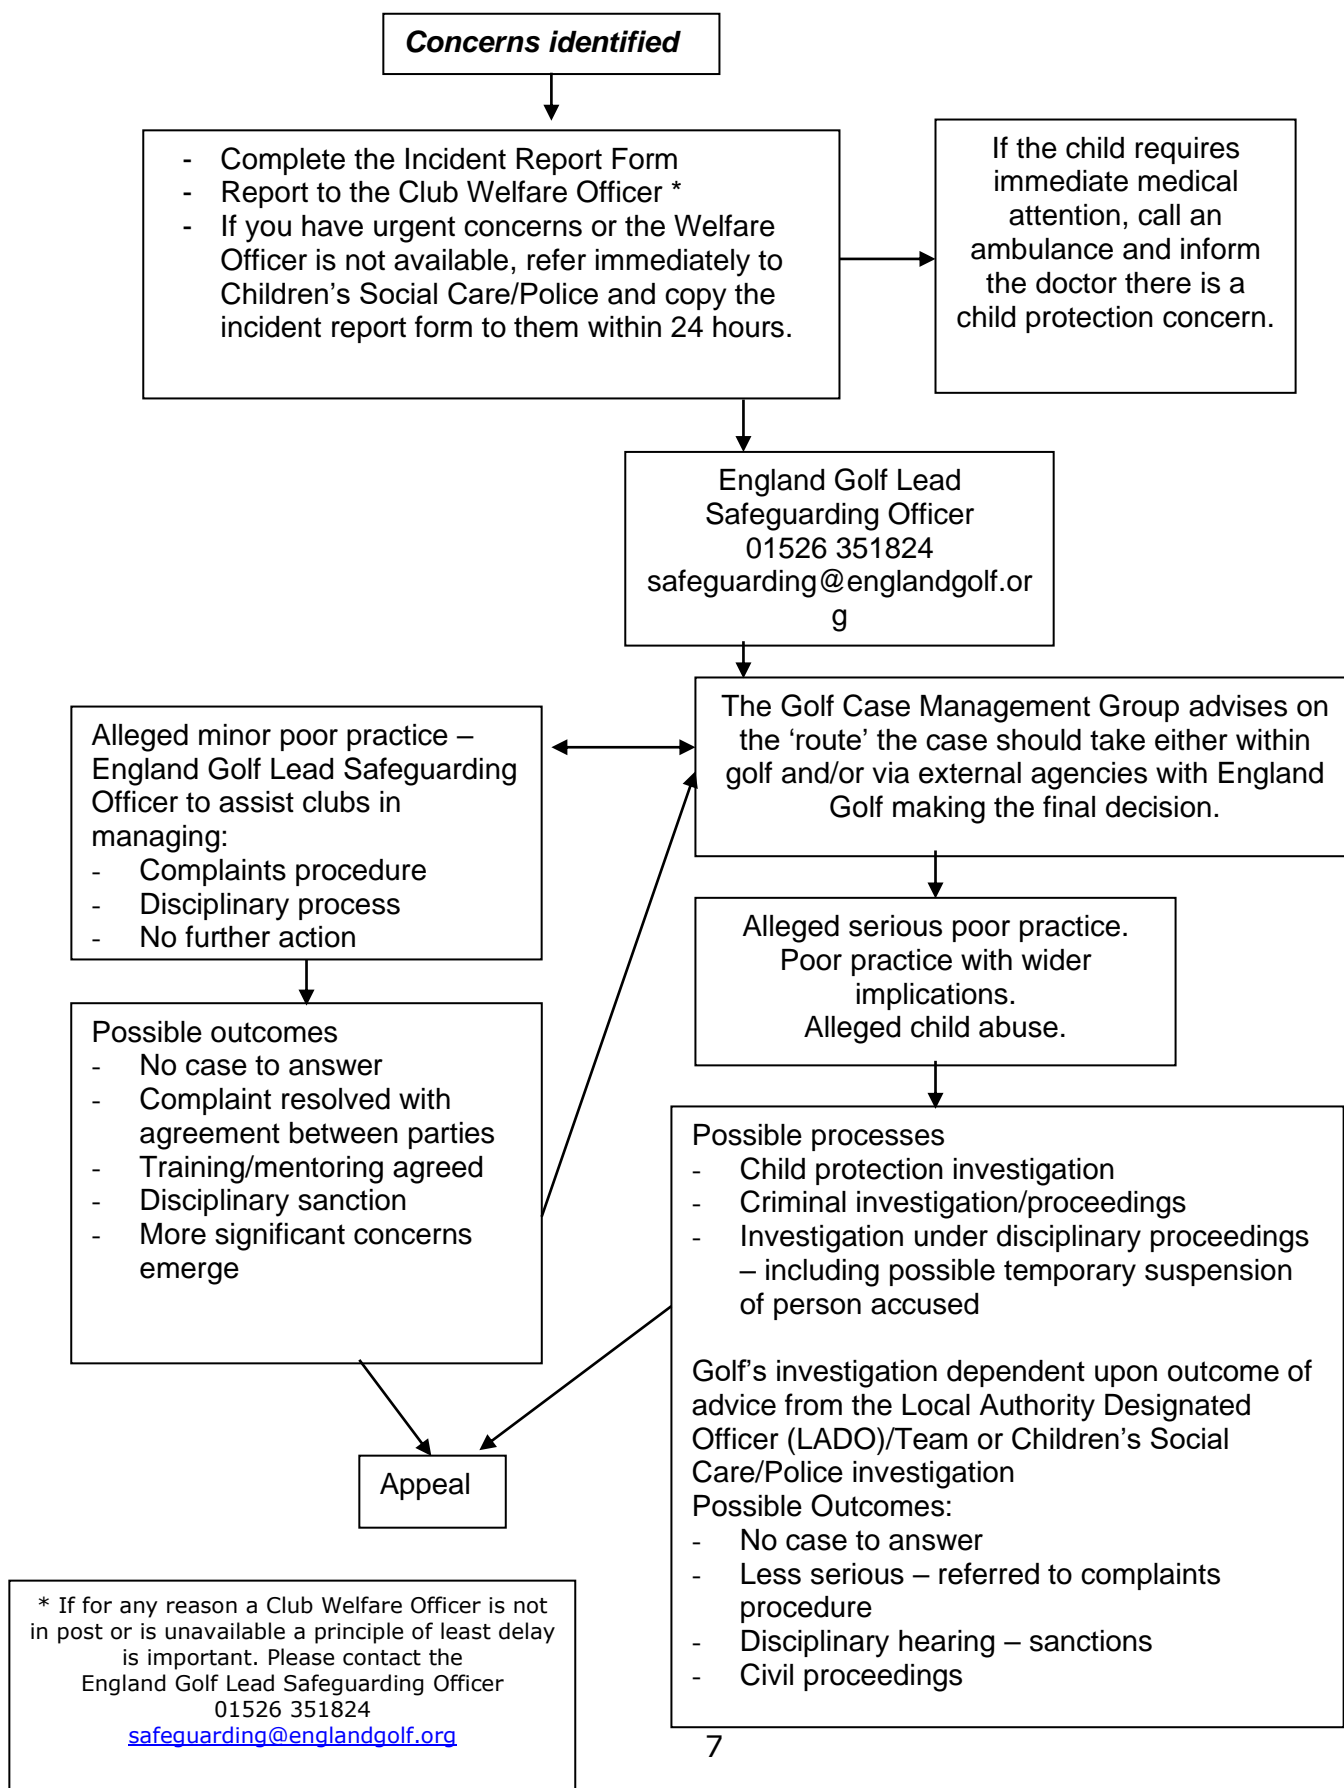 Concerns identified
- Complete the Incident Report Form
- Report to the Club Welfare Officer *
- If you have urgent concerns or the Welfare
Officer is not available, refer immediately to
Children’s Social Care/Police and copy the
incident report form to them within 24 hours.
If the child requires
immediate medical
attention, call an
ambulance and inform
the doctor there is a
child protection concern.
England Golf Lead
Safeguarding Officer
01526 351824
safeguarding@englandgolf.or
g
The Golf Case Management Group advises on
the ‘route’ the case should take either within
golf and/or via external agencies with England
Golf making the final decision.
Alleged minor poor practice –
England Golf Lead Safeguarding
Officer to assist clubs in
managing:
- Complaints procedure
- Disciplinary process
- No further action
Alleged serious poor practice.
Poor practice with wider
implications.
Alleged child abuse.
Possible outcomes
- No case to answer
- Complaint resolved with
agreement between parties
- Training/mentoring agreed
- Disciplinary sanction
- More significant concerns
emerge
Possible processes
- Child protection investigation
- Criminal investigation/proceedings
- Investigation under disciplinary proceedings
– including possible temporary suspension
of person accused
Golf’s investigation dependent upon outcome of
advice from the Local Authority Designated
Officer (LADO)/Team or Children’s Social
Care/Police investigation
Possible Outcomes:
- No case to answer
- Less serious – referred to complaints
procedure
- Disciplinary hearing – sanctions
- Civil proceedings
Appeal
* If for any reason a Club Welfare Officer is not
in post or is unavailable a principle of least delay
is important. Please contact the
England Golf Lead Safeguarding Officer
01526 351824
safeguarding@englandgolf.org
7